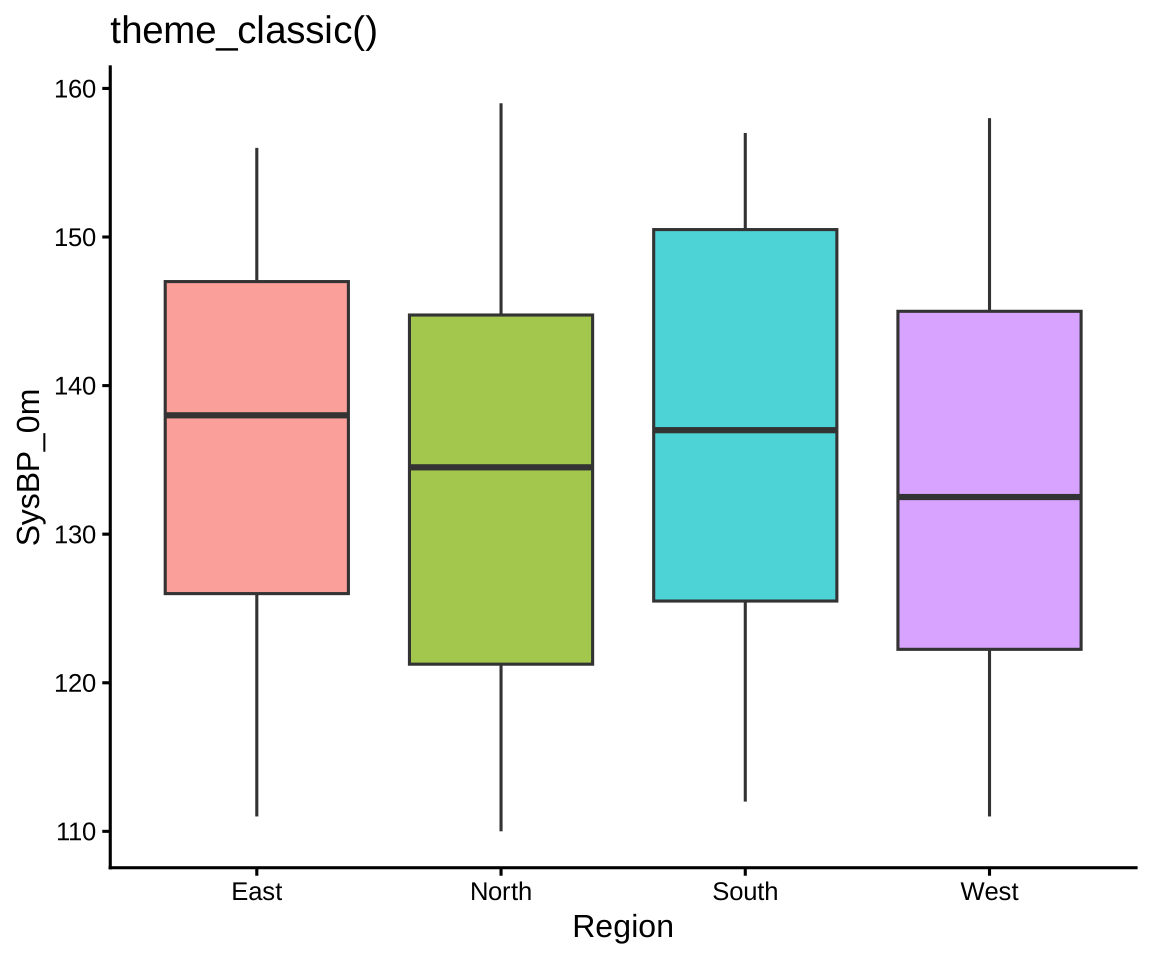 theme_classic()
160
150
140
130
120
110
SysBP_0m
East
North
South
West
Region